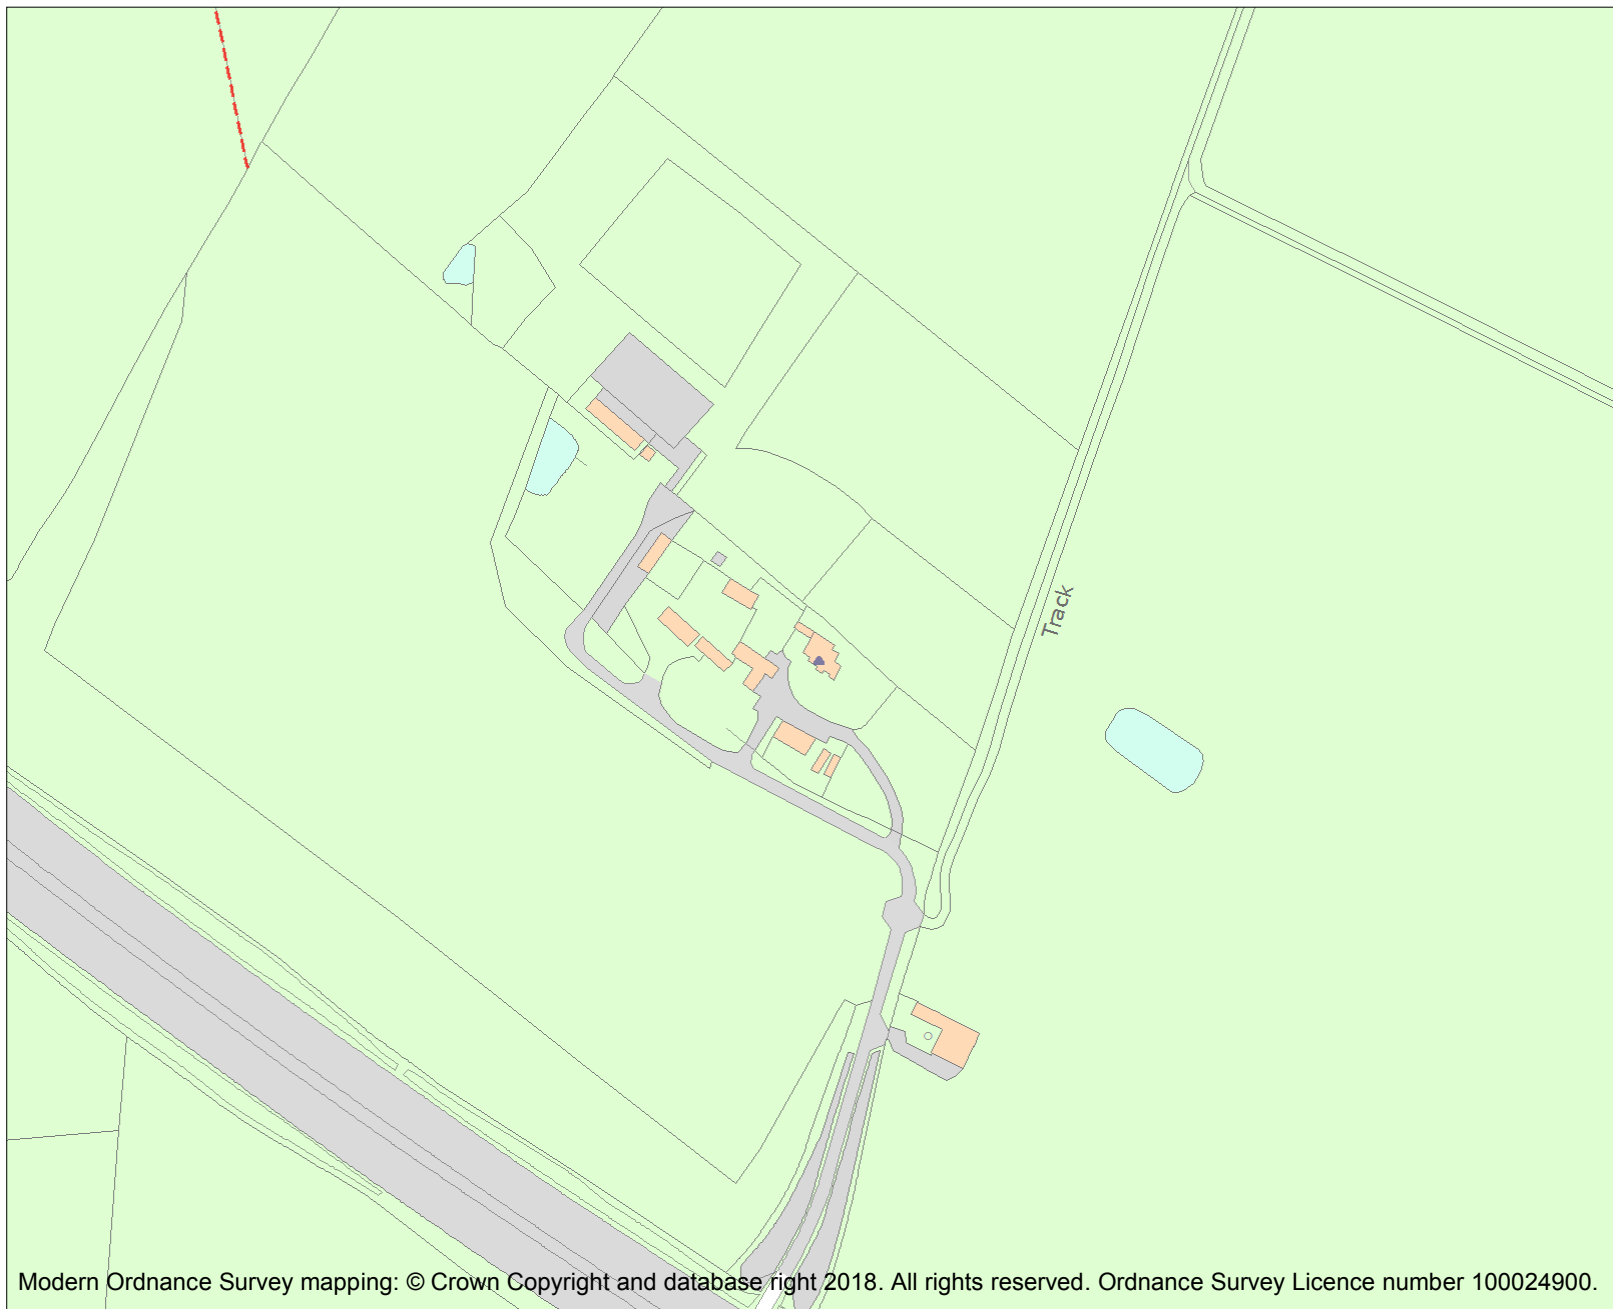 Track
Modern Ordnance Survey mapping: © Crown Copyright and database right 2018. All rights reserved. Ordnance Survey Licence number 100024900.